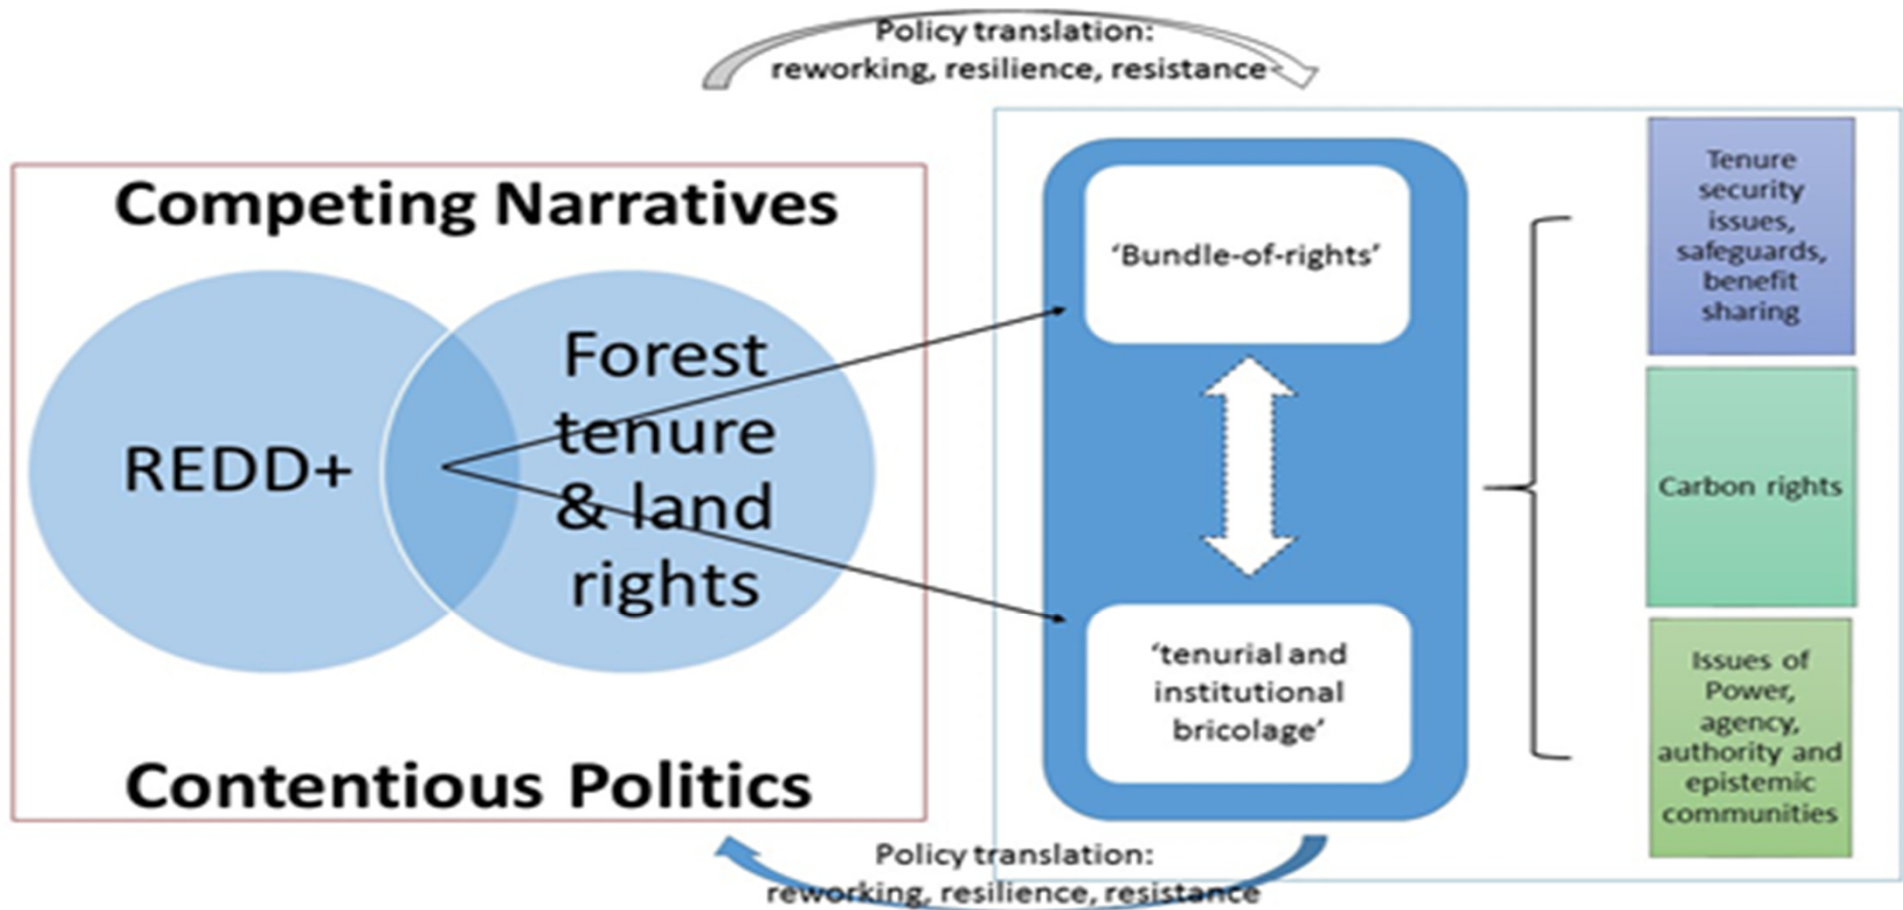 Policy translation:
reworking, resilience, resistance
Competing Narratives
REDD+
Forest
tenure
& land
rights
Contentious Politics
‘Bundle-of-rights’
‘tenurial and
institutional
bricolage’
Tenure
security
issues,
safeguards,
benefit
sharing
Carbon rights
Issues of
Power,
agency,
authority and
epistemic
communities
Policy translation:
reworking, resilience, resistance